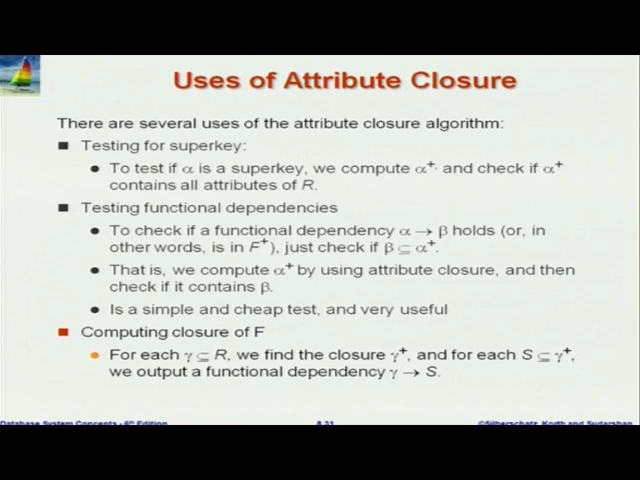 Uses of Attribute Closure
There are several uses of the attribute closure algorithm:
■ Testing for superkey:
● To test if α is a superkey, we compute α⁺, and check if α⁺
contains all attributes of R.
■ Testing functional dependencies
● To check if a functional dependency α → β holds (or, in
other words, is in F⁺), just check if β ⊆ α⁺.
● That is, we compute α⁺ by using attribute closure, and then
check if it contains β.
● Is a simple and cheap test, and very useful
■ Computing closure of F
● For each γ ⊆ R, we find the closure γ⁺, and for each S ⊆ γ⁺,
we output a functional dependency γ → S.
Database System Concepts - 6th Edition 8.31 ©Silberschatz, Korth and Sudarshan